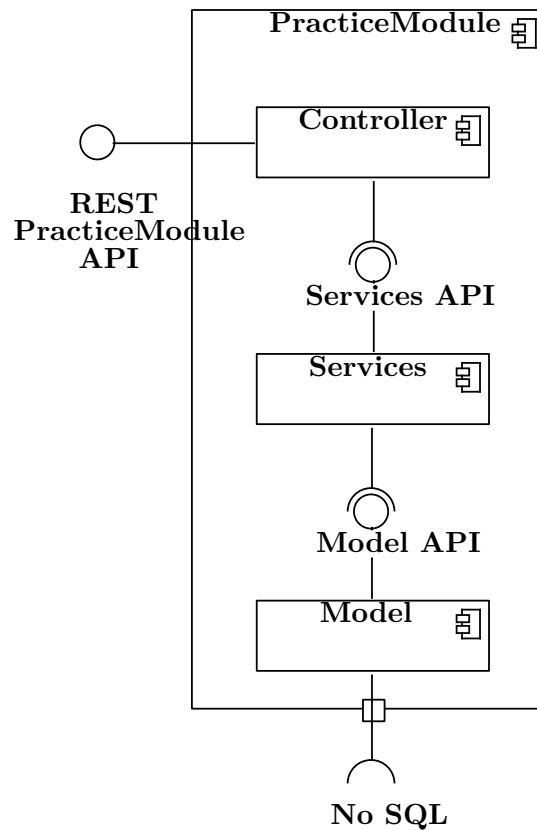 PracticeModule
Controller
REST
PracticeModule
API
Services API
Services
Model API
Model
No SQL